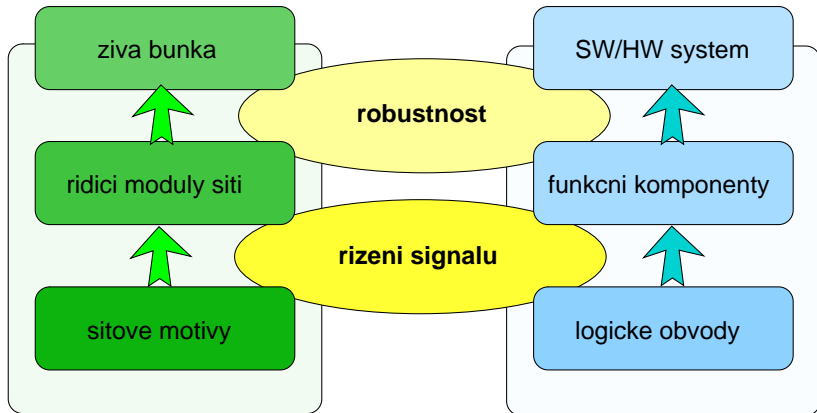 ziva bunka
SW/HW system
robustnost
ridici moduly siti
funkcni komponenty
rizeni signalu
sitove motivy
logicke obvody